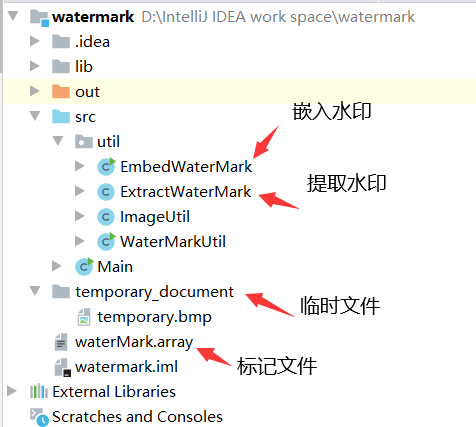 watermark D:\IntelliJ IDEA work space\watermark
.idea
lib
out
src
嵌入水印
util
EmbedWaterMark
提取水印
ExtractWaterMark
ImageUtil
WaterMarkUtil
Main
temporary_document
临时文件
temporary.bmp
waterMark.array
标记文件
watermark.iml
External Libraries
Scratches and Consoles